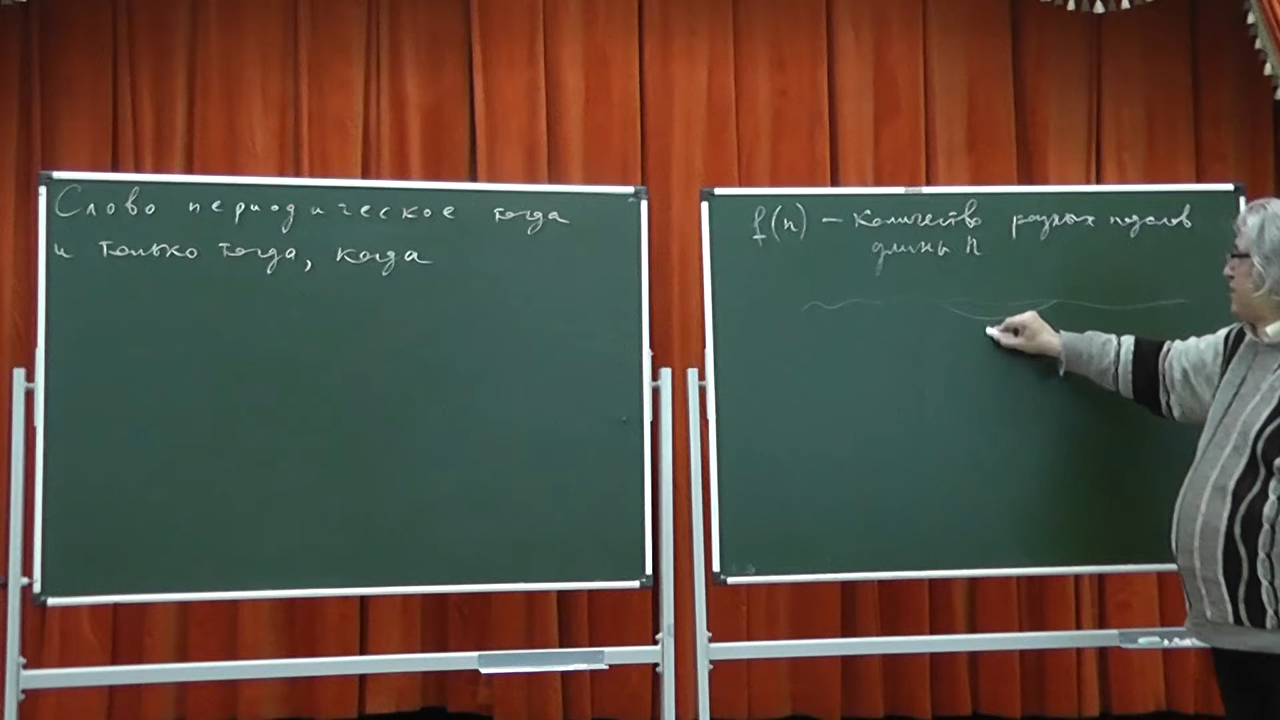 Слово периодическое тогда
и только тогда, когда
f(n) — количество разных подслов
длины n